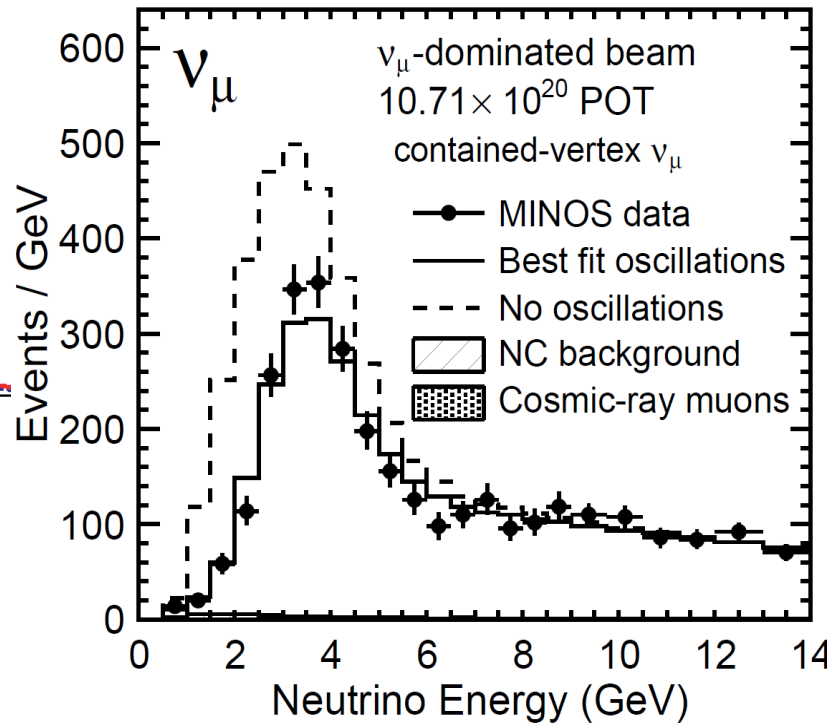 600
500
400
300
200
100
0
Events / GeV
νμ
νμ-dominated beam
10.71× 10²⁰ POT
contained-vertex νμ
MINOS data
Best fit oscillations
No oscillations
NC background
Cosmic-ray muons
0 2 4 6 8 10 12 14
Neutrino Energy (GeV)